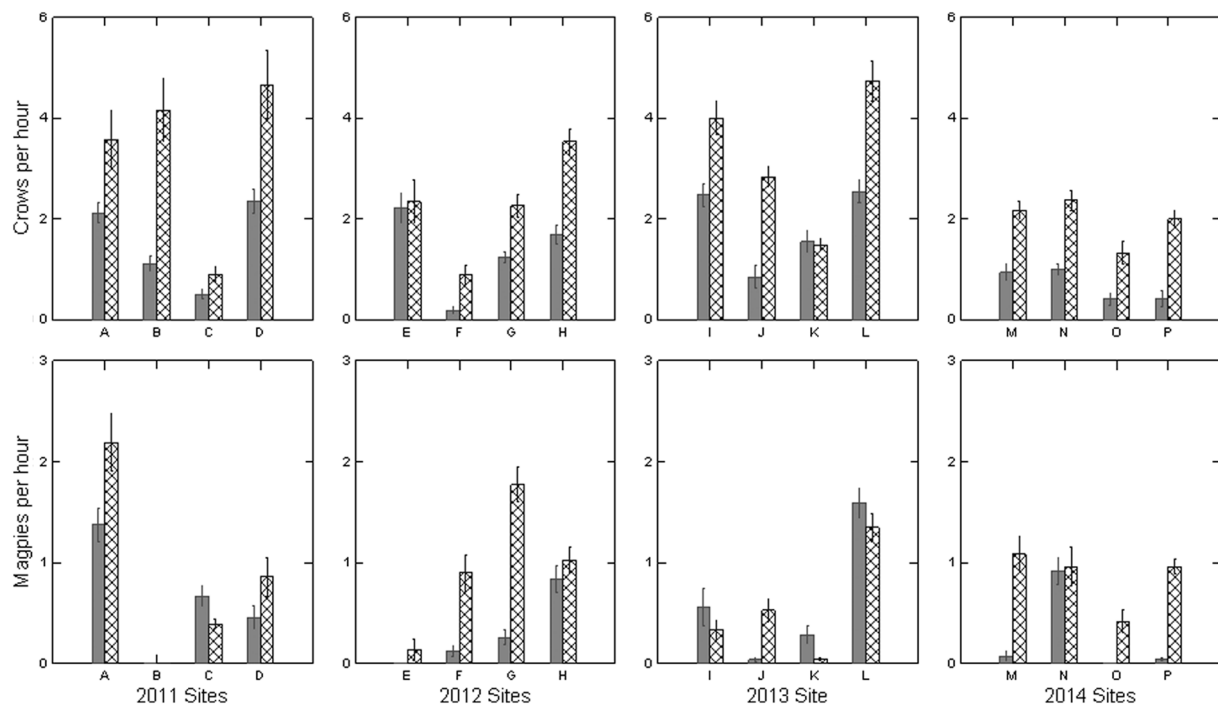 6 6 6 6
4 4 4 4
Crows per hour
2 2 2 2
0 0 0 0
A B C D E F G H I J K L M N O P
3 3 3 3
2 2 2 2
Magpies per hour
1 1 1 1
0 0 0 0
A B C D E F G H I J K L M N O P
2011 Sites 2012 Sites 2013 Site 2014 Sites